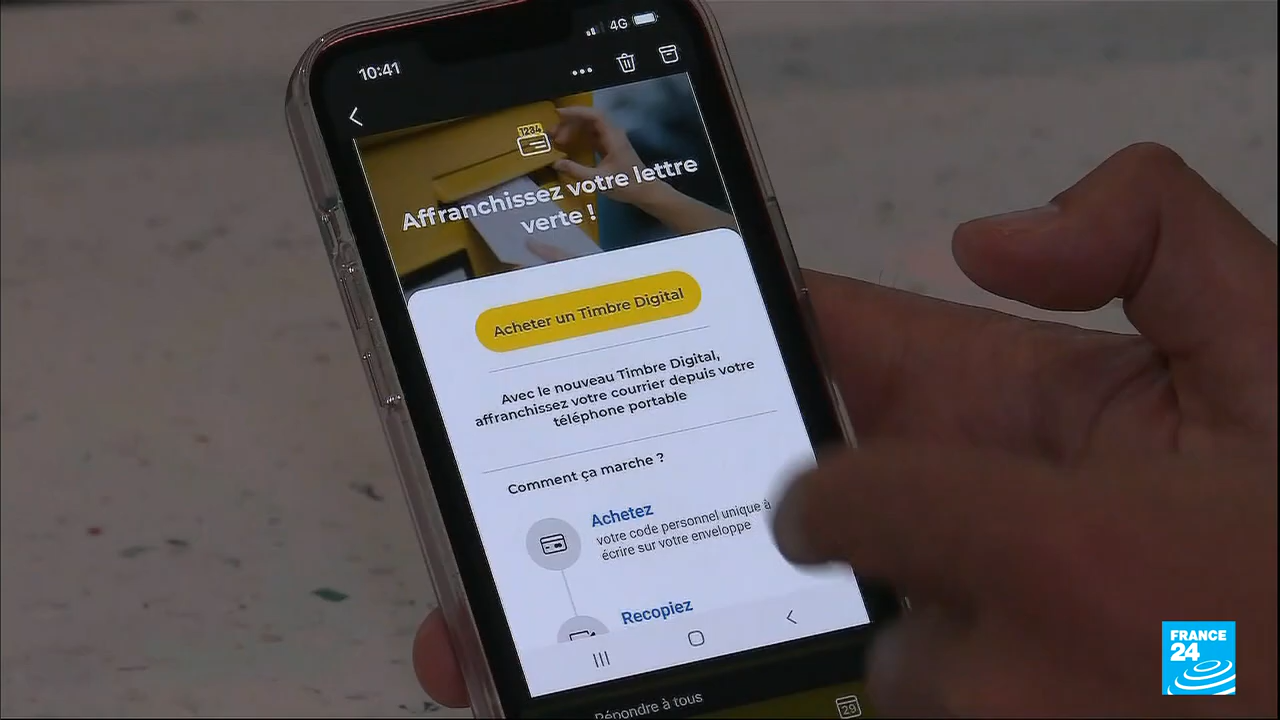 10:41
4G
1234
Affranchissez votre lettre
verte !
Acheter un Timbre Digital
Avec le nouveau Timbre Digital,
affranchissez votre courrier depuis votre
téléphone portable
Comment ça marche ?
Achetez
votre code personnel unique à
écrire sur votre enveloppe
Recopiez
Répondre à tous
29
FRANCE
24